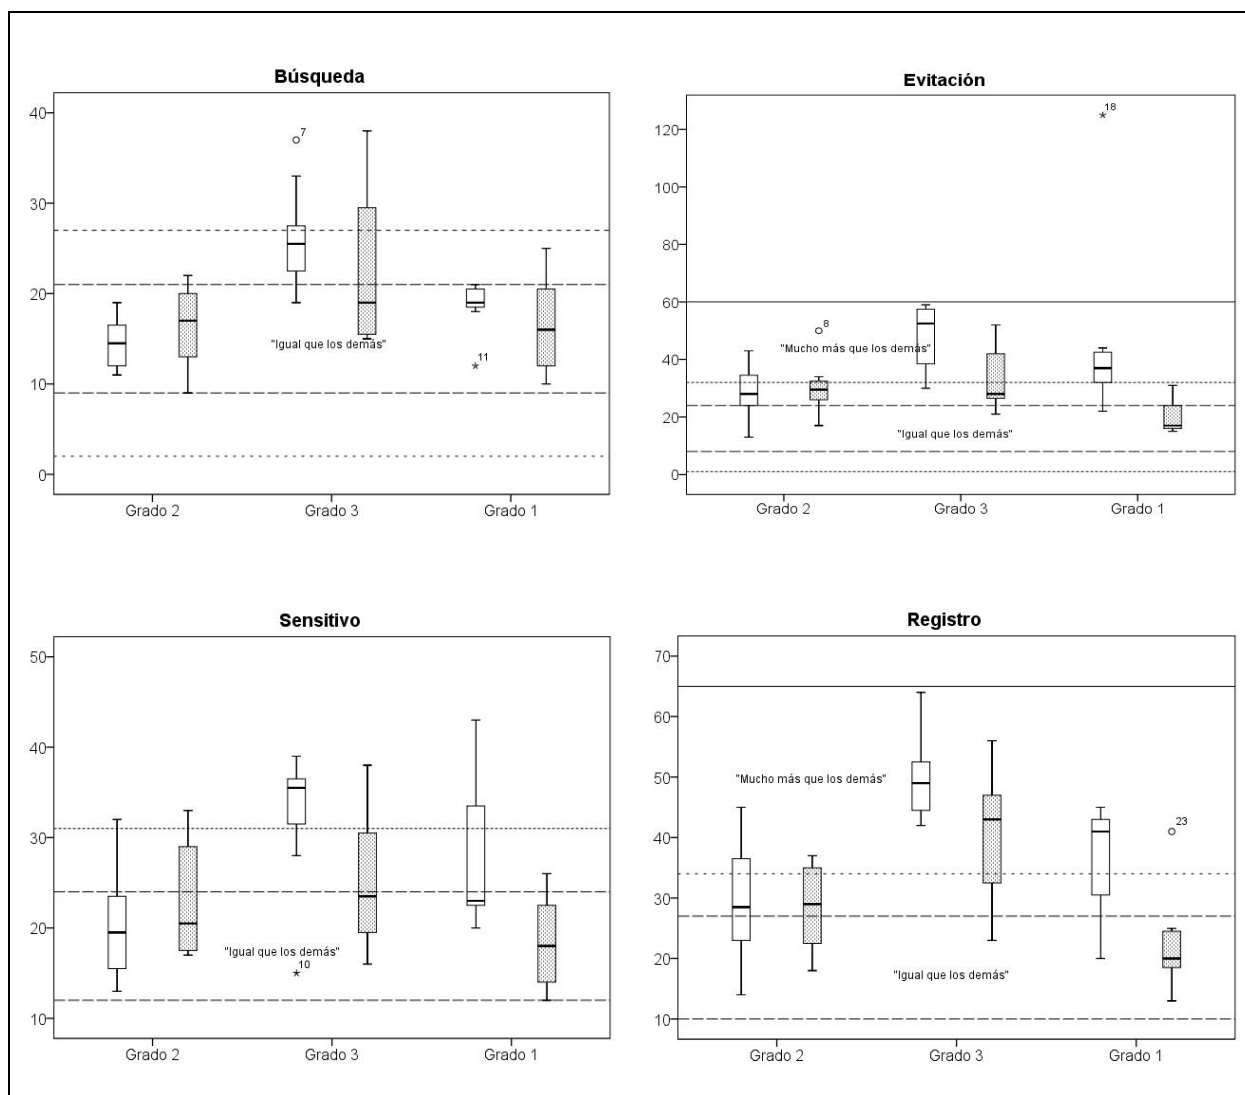 Búsqueda
40
30
20
10
0
7
11
"Igual que los demás"
Grado 2
Grado 3
Grado 1
Evitación
120
100
80
60
40
20
0
18
8
"Mucho más que los demás"
"Igual que los demás"
Grado 2
Grado 3
Grado 1
Sensitivo
50
40
30
20
10
"Igual que los demás"
10
Grado 2
Grado 3
Grado 1
Registro
70
60
50
40
30
20
10
"Mucho más que los demás"
23
"Igual que los demás"
Grado 2
Grado 3
Grado 1